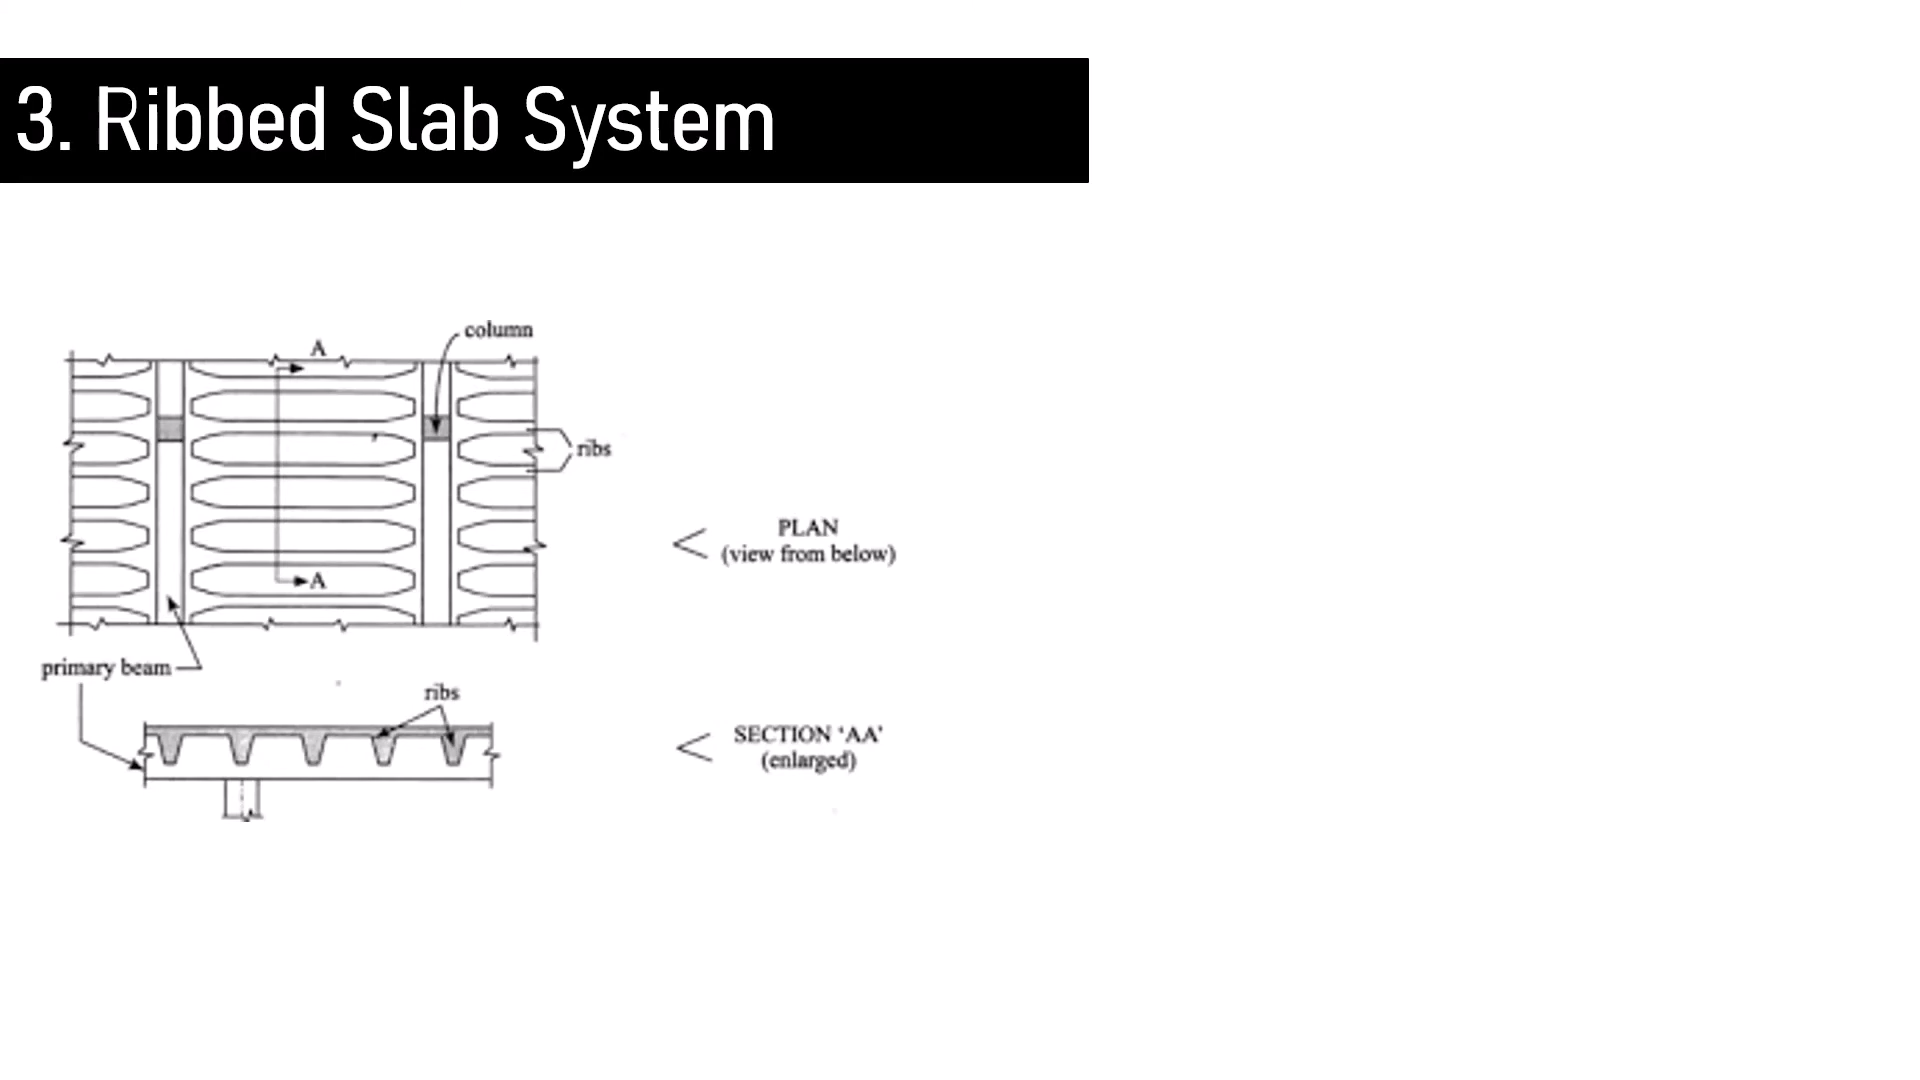 3. Ribbed Slab System
column
A
ribs
PLAN
(view from below)
A
primary beam
ribs
SECTION ‘AA’
(enlarged)